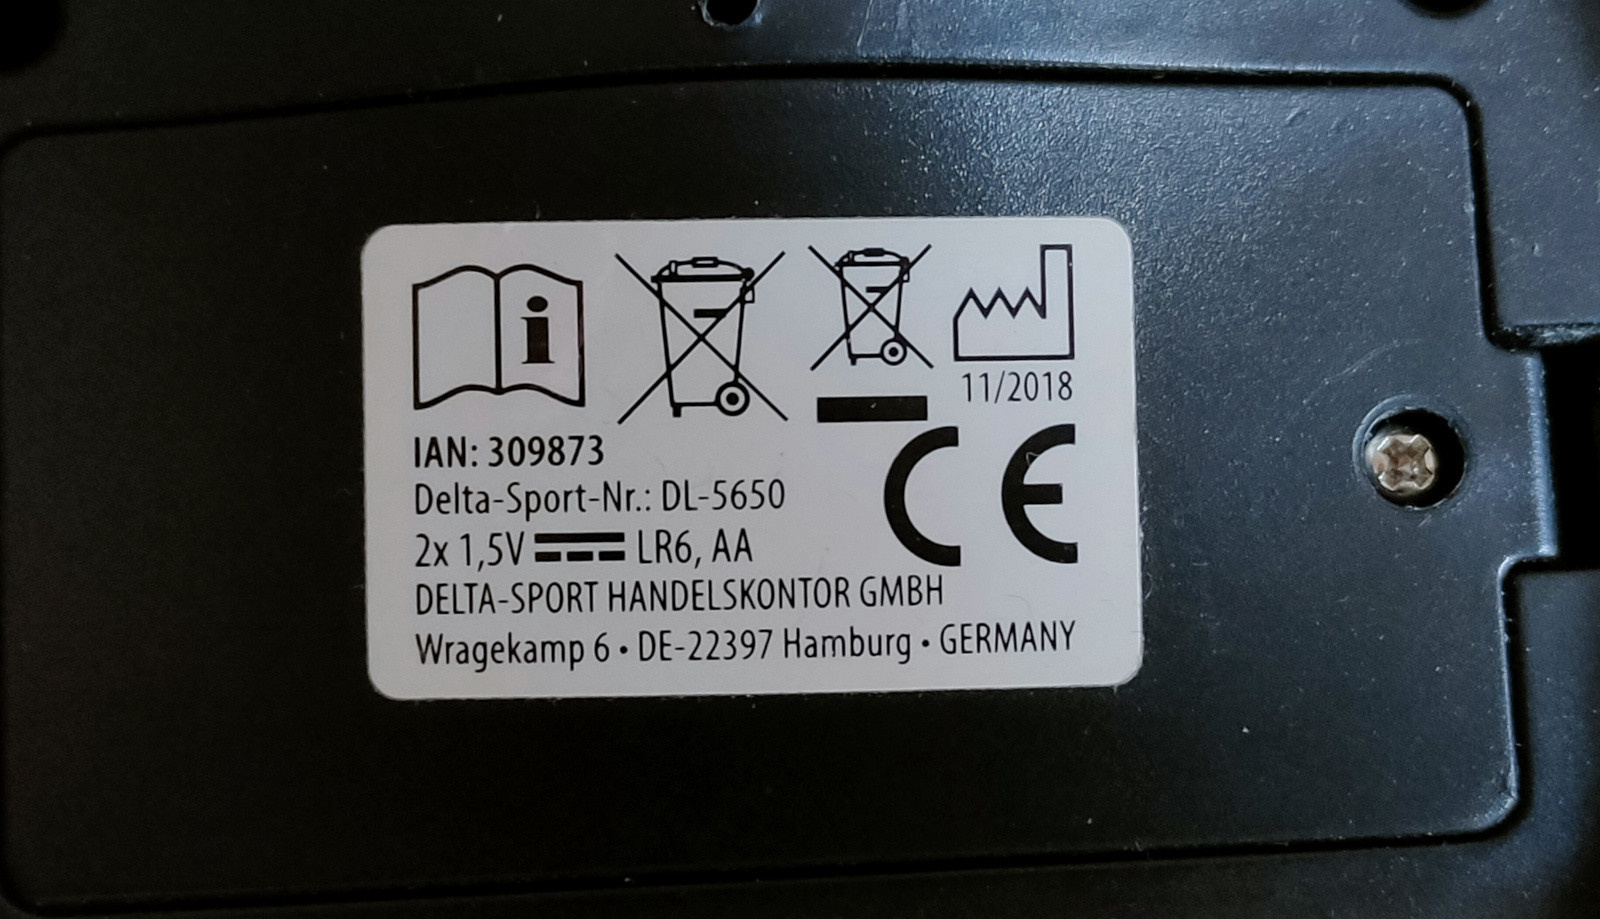 i
11/2018
IAN: 309873
Delta-Sport-Nr.: DL-5650
2x 1,5V ⎓ LR6, AA
CE
DELTA-SPORT HANDELSKONTOR GMBH
Wragekamp 6 • DE-22397 Hamburg • GERMANY